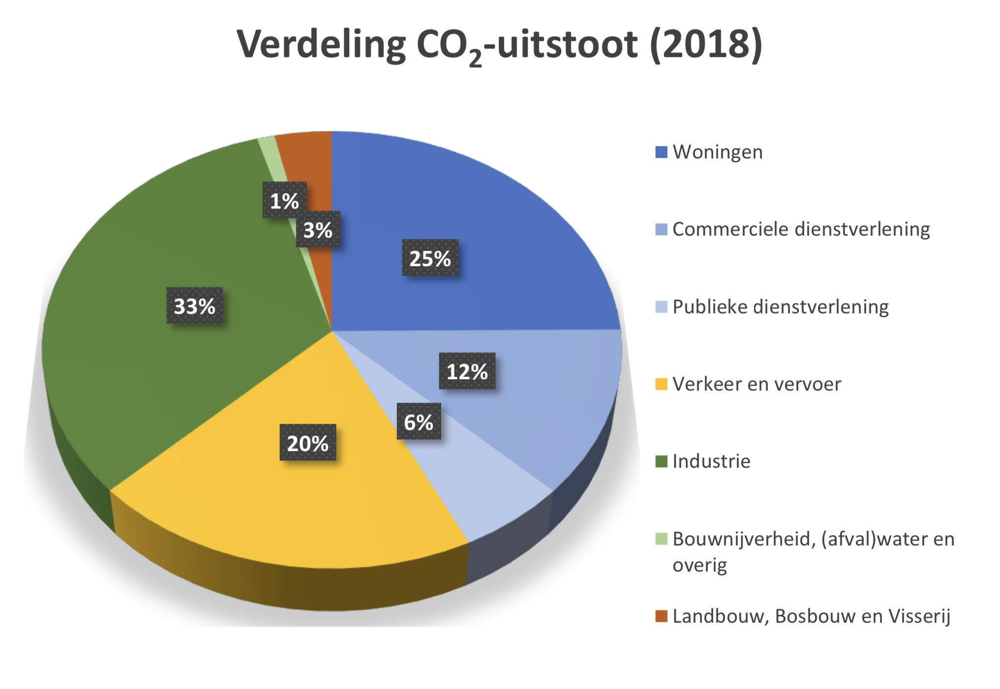 Verdeling CO₂-uitstoot (2018)
1%
3%
25%
33%
12%
6%
20%
Woningen
Commerciele dienstverlening
Publieke dienstverlening
Verkeer en vervoer
Industrie
Bouwnijverheid, (afval)water en
overig
Landbouw, Bosbouw en Visserij